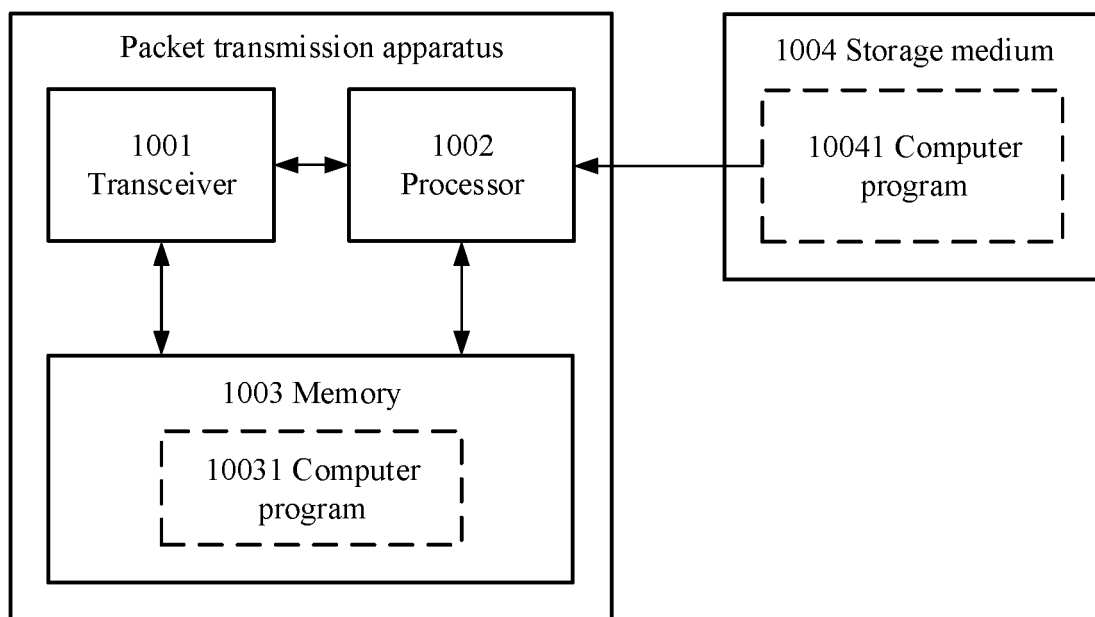 Packet transmission apparatus
1001
Transceiver
1002
Processor
1003 Memory
10031 Computer
program
1004 Storage medium
10041 Computer
program